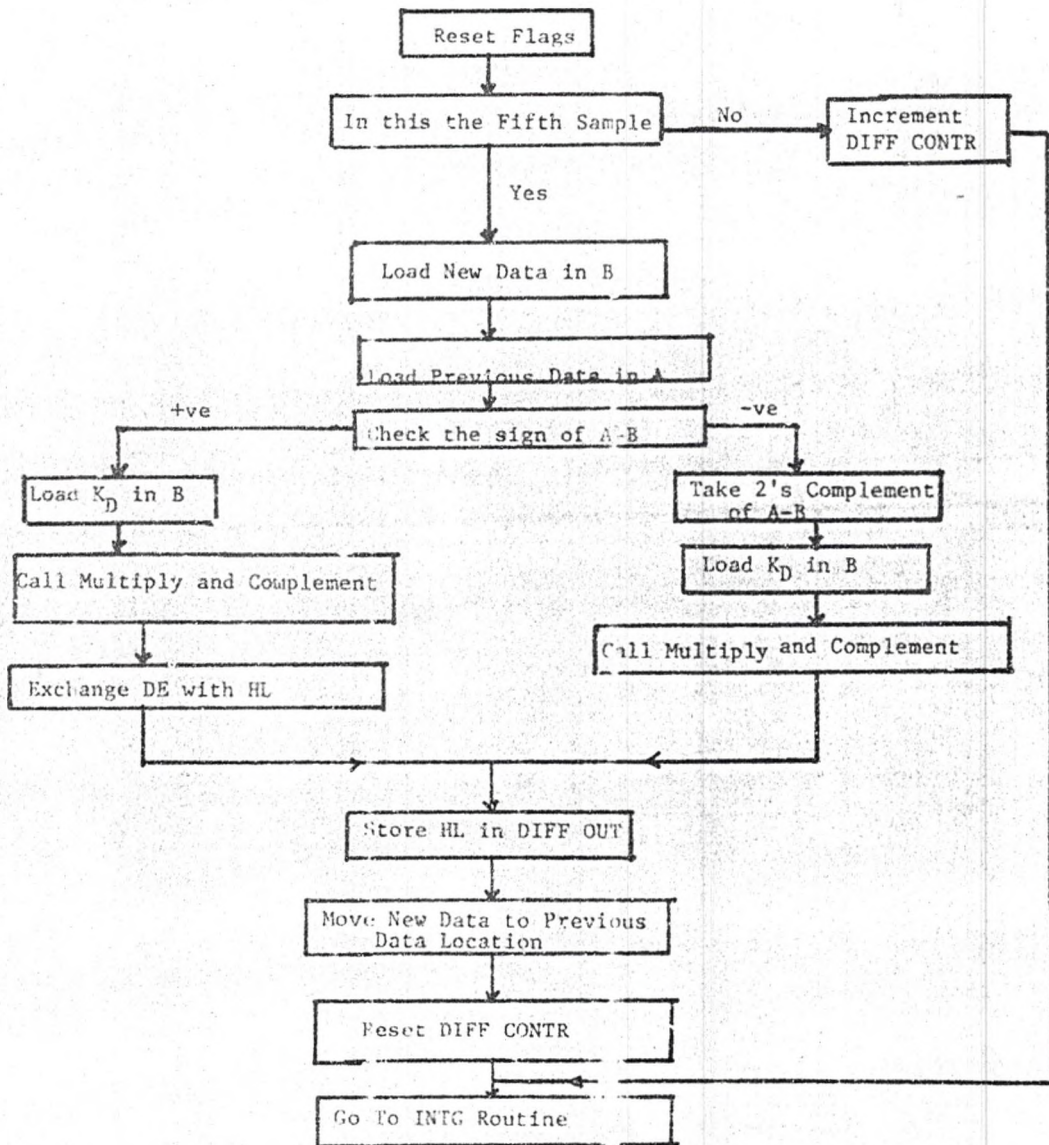 Reset Flags
In this the Fifth Sample
No
Increment
DIFF CONTR
Yes
Load New Data in B
Load Previous Data in A
+ve
-ve
Check the sign of A-B
Load K_D in B
Take 2's Complement
of A-B
Call Multiply and Complement
Load K_D in B
Call Multiply and Complement
Exchange DE with HL
Store HL in DIFF OUT
Move New Data to Previous
Data Location
Reset DIFF CONTR
Go To INTG Routine